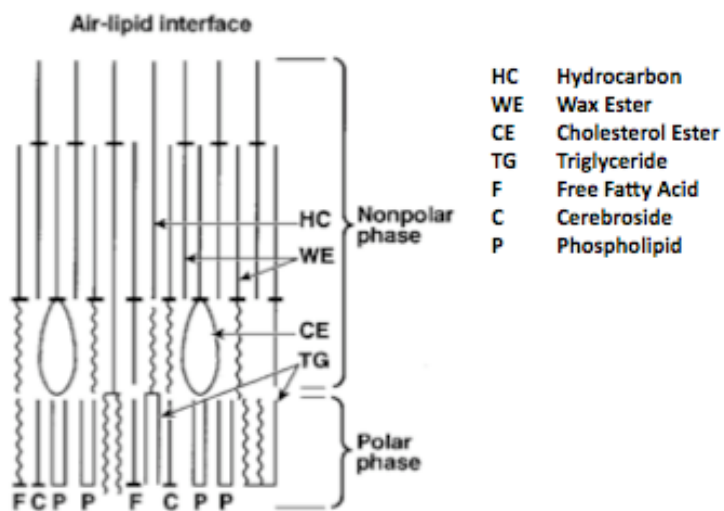 Air-lipid interface
HC
Nonpolar
phase
WE
CE
TG
Polar
phase
F C P P F C P P
HC Hydrocarbon
WE Wax Ester
CE Cholesterol Ester
TG Triglyceride
F Free Fatty Acid
C Cerebroside
P Phospholipid